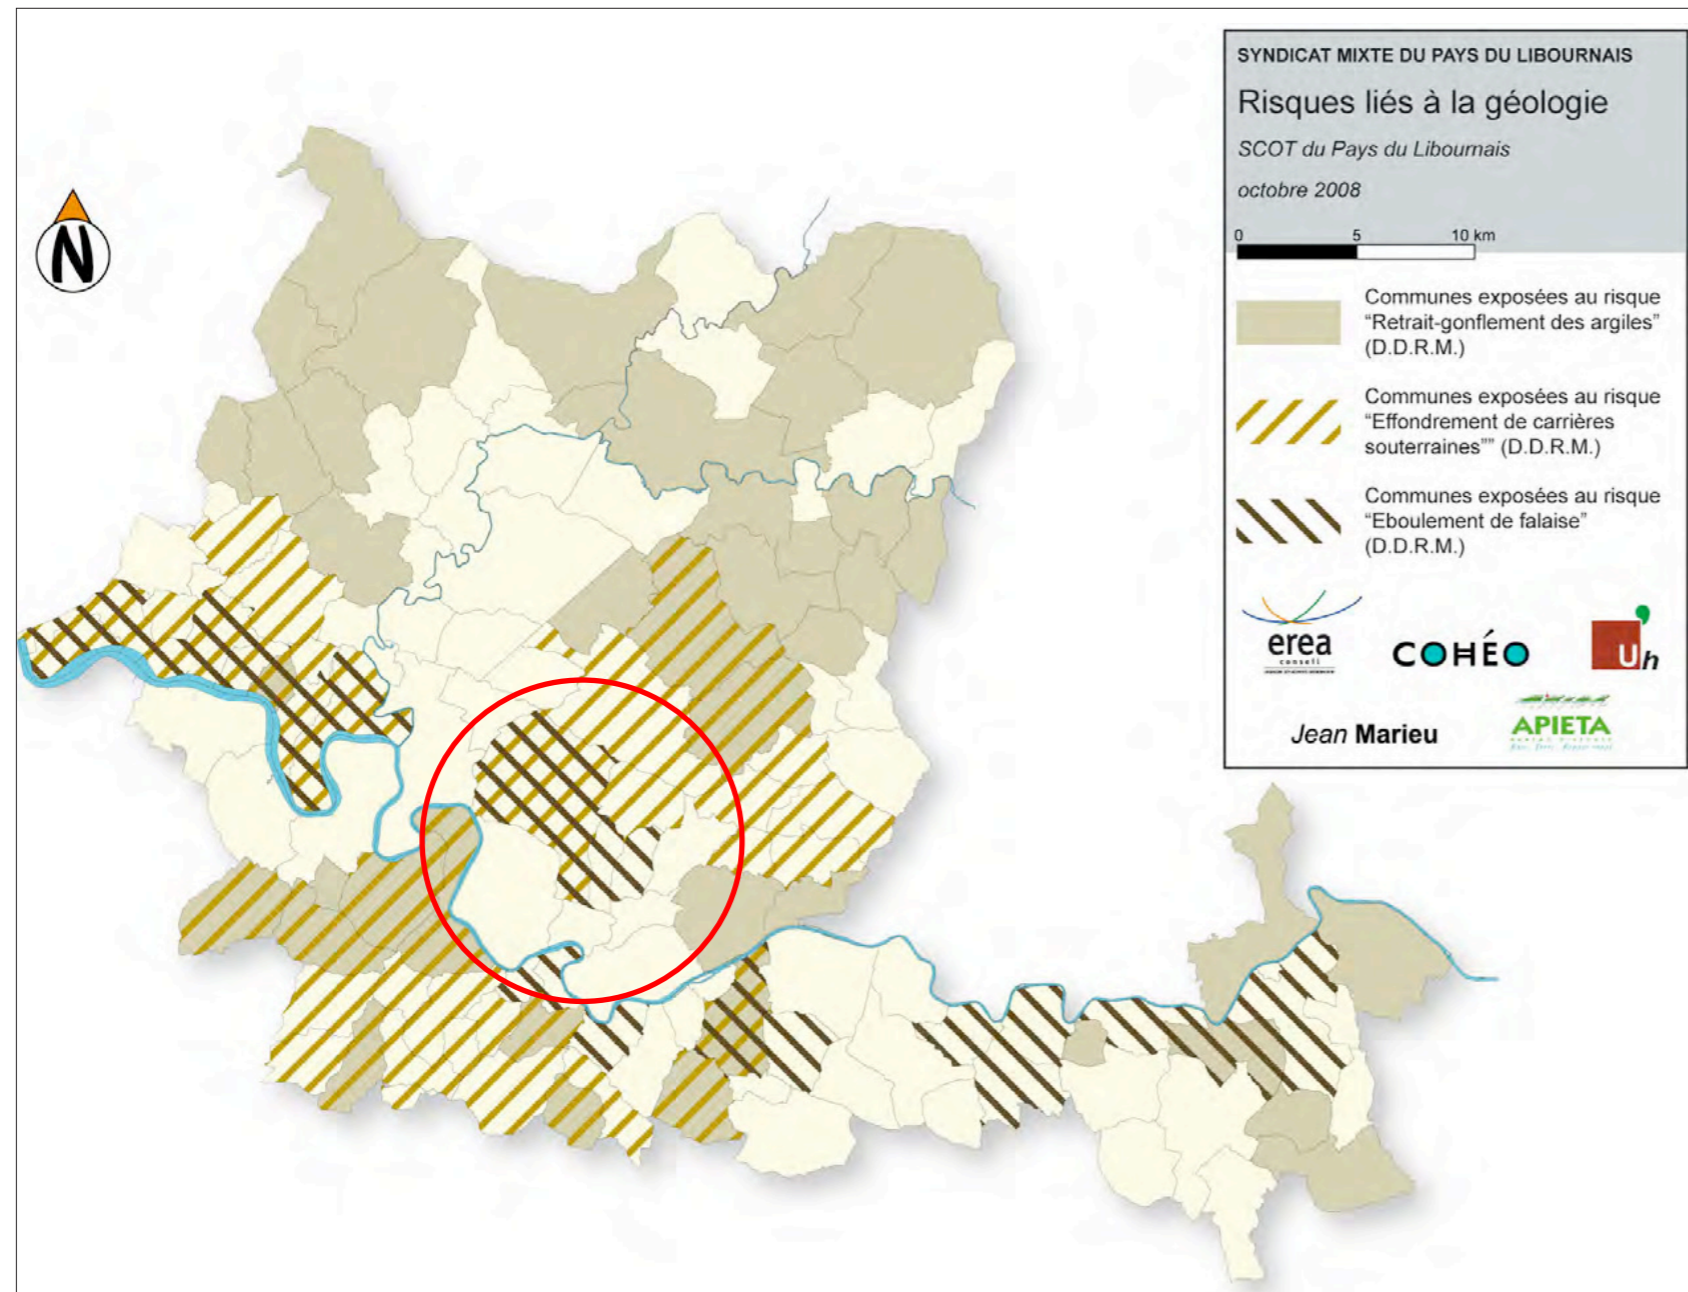 SYNDICAT MIXTE DU PAYS DU LIBOURNAIS
Risques liés à la géologie
SCOT du Pays du Libournais
octobre 2008
0 5 10 km
Communes exposées au risque
“Retrait-gonflement des argiles”
(D.D.R.M.)
Communes exposées au risque
“Effondrement de carrières
souterraines”” (D.D.R.M.)
Communes exposées au risque
“Eboulement de falaise”
(D.D.R.M.)
N
erea
conseil
COHÉO
Uh
Jean Marieu
APIETA